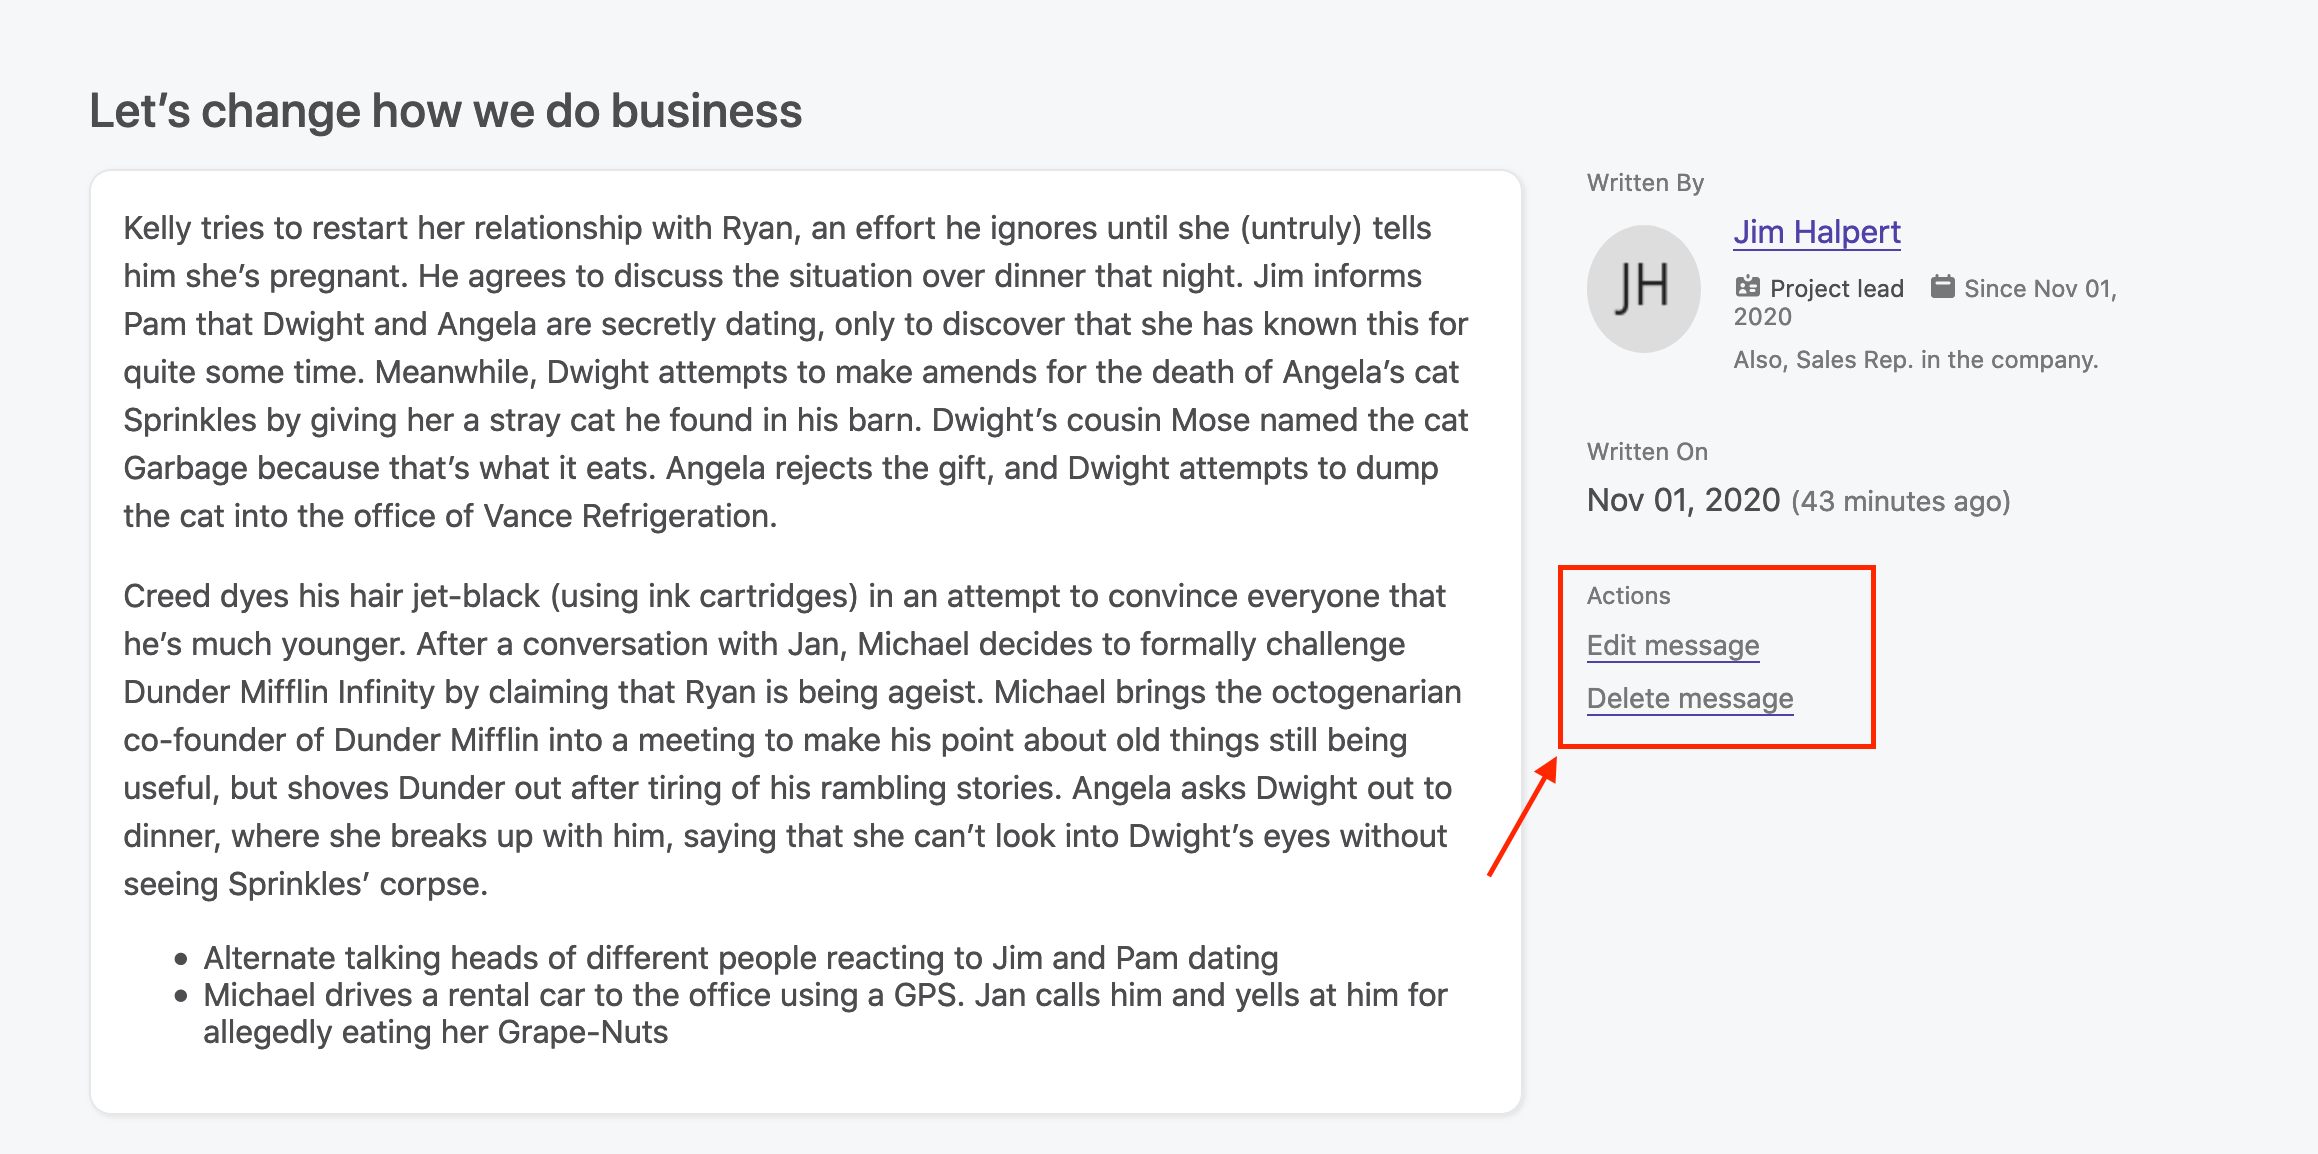 Let’s change how we do business
Kelly tries to restart her relationship with Ryan, an effort he ignores until she (untruly) tells
him she’s pregnant. He agrees to discuss the situation over dinner that night. Jim informs
Pam that Dwight and Angela are secretly dating, only to discover that she has known this for
quite some time. Meanwhile, Dwight attempts to make amends for the death of Angela’s cat
Sprinkles by giving her a stray cat he found in his barn. Dwight’s cousin Mose named the cat
Garbage because that’s what it eats. Angela rejects the gift, and Dwight attempts to dump
the cat into the office of Vance Refrigeration.
Creed dyes his hair jet-black (using ink cartridges) in an attempt to convince everyone that
he’s much younger. After a conversation with Jan, Michael decides to formally challenge
Dunder Mifflin Infinity by claiming that Ryan is being ageist. Michael brings the octogenarian
co-founder of Dunder Mifflin into a meeting to make his point about old things still being
useful, but shoves Dunder out after tiring of his rambling stories. Angela asks Dwight out to
dinner, where she breaks up with him, saying that she can’t look into Dwight’s eyes without
seeing Sprinkles’ corpse.
• Alternate talking heads of different people reacting to Jim and Pam dating
• Michael drives a rental car to the office using a GPS. Jan calls him and yells at him for
allegedly eating her Grape-Nuts
Written By
JH
Jim Halpert
Project lead Since Nov 01,
2020
Also, Sales Rep. in the company.
Written On
Nov 01, 2020 (43 minutes ago)
Actions
Edit message
Delete message